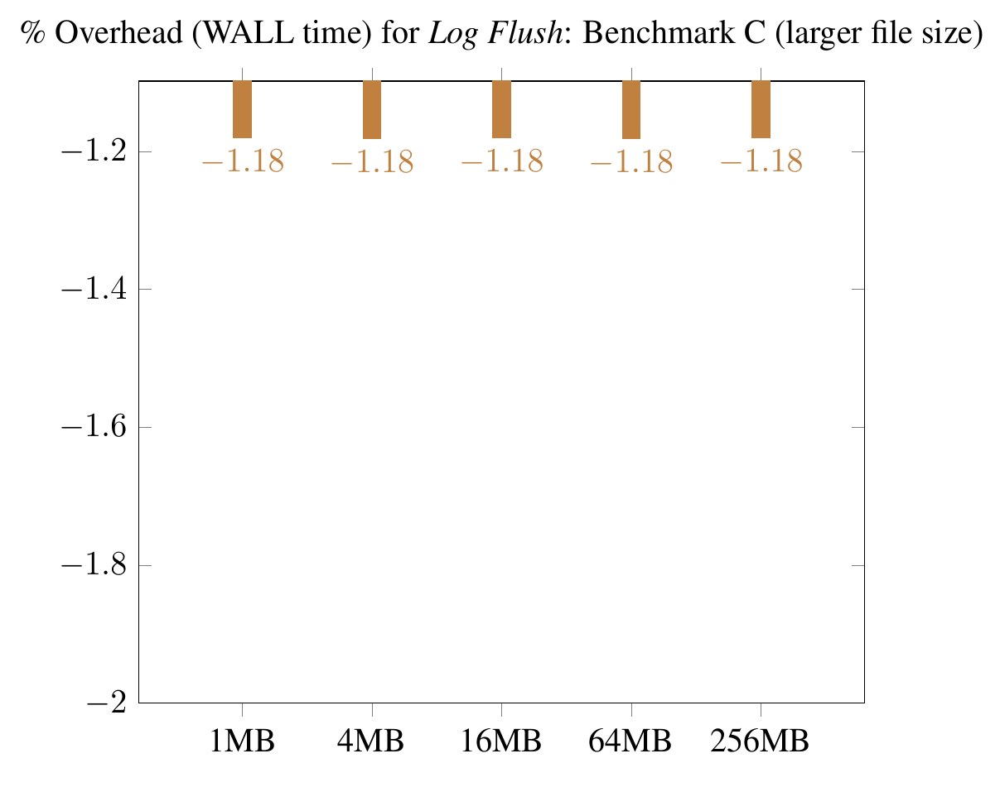 % Overhead (WALL time) for Log Flush: Benchmark C (larger file size)
−1.2
−1.18 −1.18 −1.18 −1.18 −1.18
−1.4
−1.6
−1.8
−2
1MB 4MB 16MB 64MB 256MB